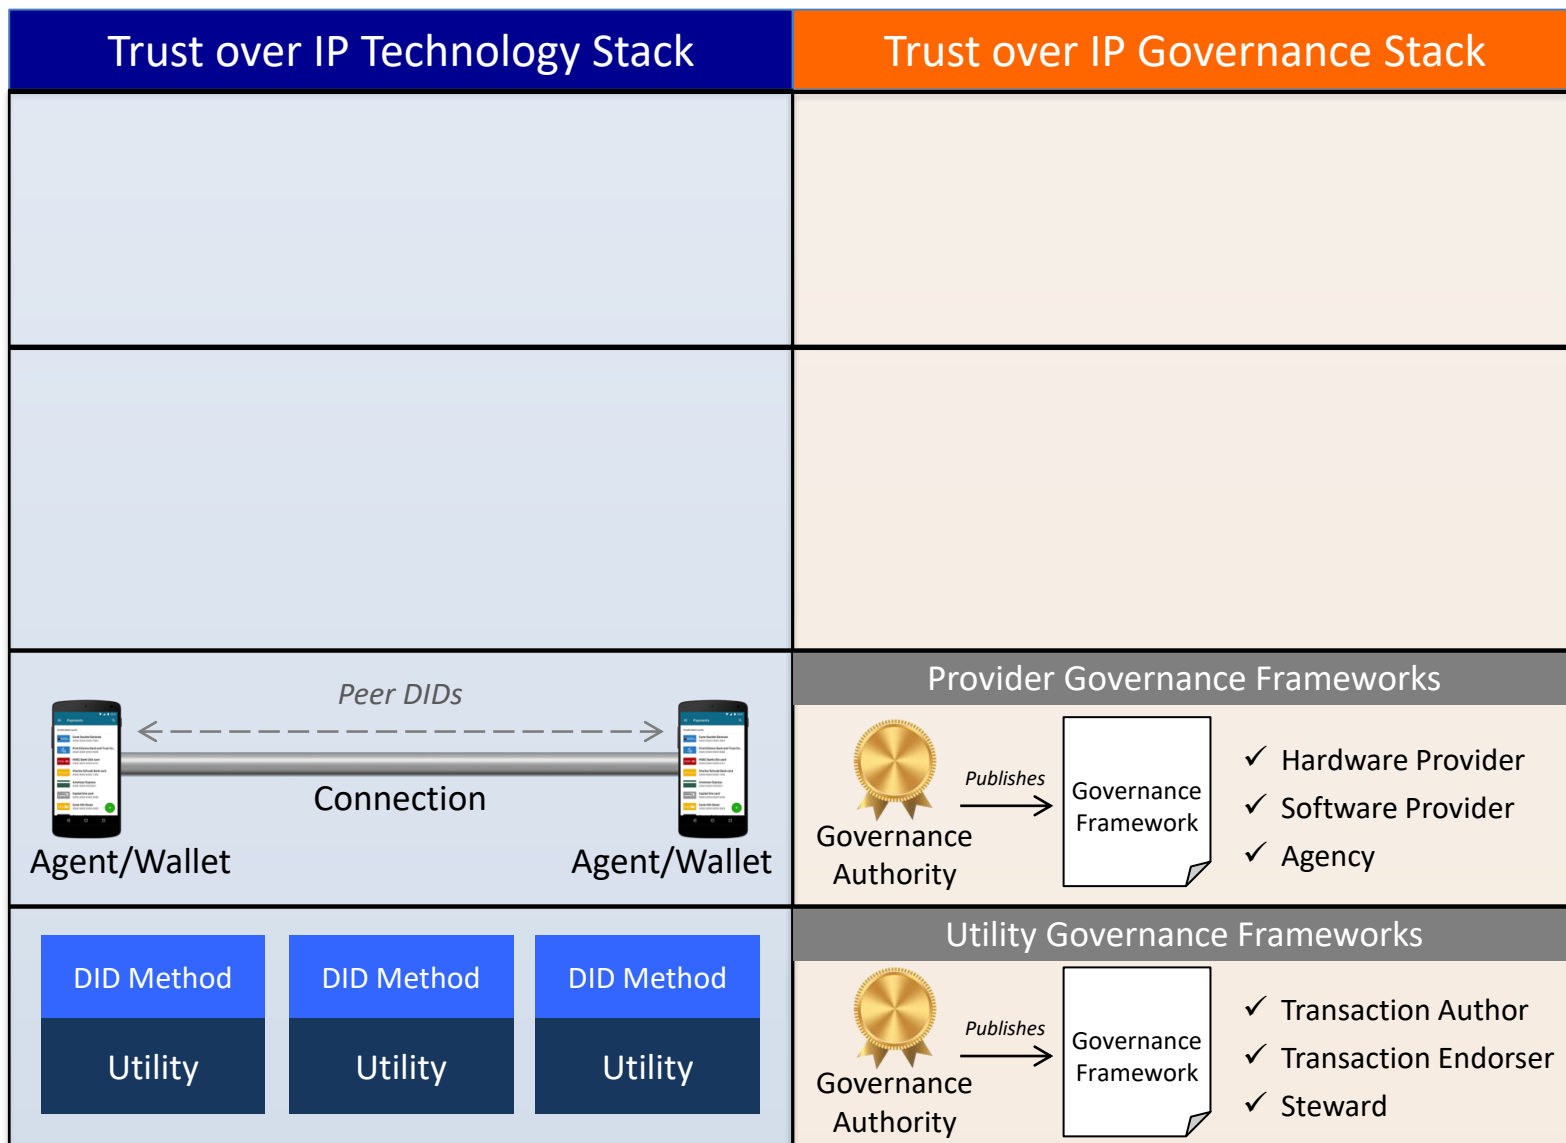 Trust over IP Technology Stack
Trust over IP Governance Stack
Peer DIDs
Connection
Agent/Wallet
Agent/Wallet
Provider Governance Frameworks
Publishes
Governance
Authority
Governance
Framework
✓ Hardware Provider
✓ Software Provider
✓ Agency
DID Method
DID Method
DID Method
Utility
Utility
Utility
Utility Governance Frameworks
Publishes
Governance
Authority
Governance
Framework
✓ Transaction Author
✓ Transaction Endorser
✓ Steward